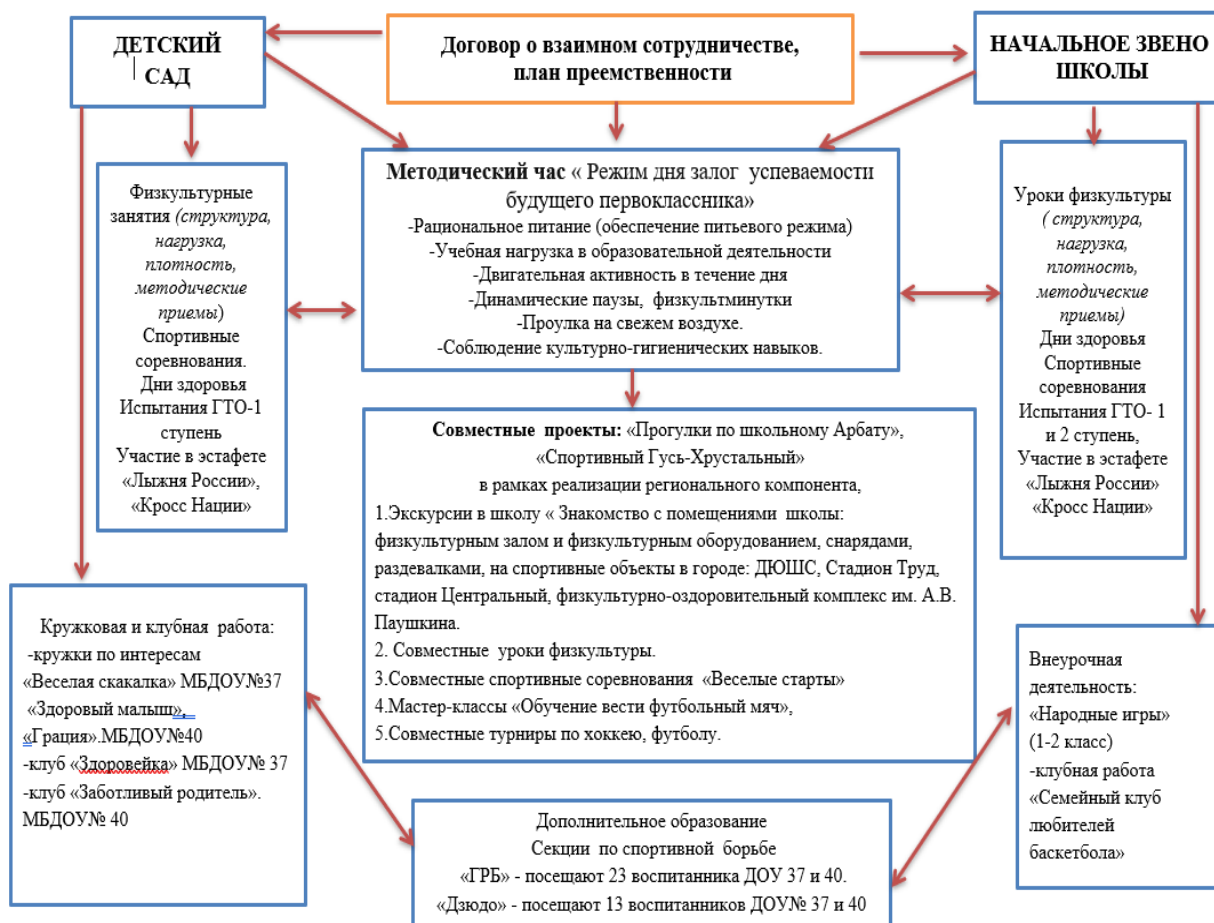 ДЕТСКИЙ
САД
Договор о взаимном сотрудничестве,
план преемственности
НАЧАЛЬНОЕ ЗВЕНО
ШКОЛЫ
Физкультурные
занятия (структура,
нагрузка,
плотность,
методические
приемы)
Спортивные
соревнования.
Дни здоровья
Испытания ГТО-1
ступень
Участие в эстафете
«Лыжня России»,
«Кросс Нации»
Методический час « Режим дня залог успеваемости
будущего первоклассника»
-Рациональное питание (обеспечение питьевого режима)
-Учебная нагрузка в образовательной деятельности
-Двигательная активность в течение дня
-Динамические паузы, физкультминутки
-Проулка на свежем воздухе.
-Соблюдение культурно-гигиенических навыков.
Уроки физкультуры
( структура,
нагрузка,
плотность,
методические
приемы)
Дни здоровья
Спортивные
соревнования
Испытания ГТО- 1
и 2 ступень,
Участие в эстафете
«Лыжня России»
«Кросс Нации»
Совместные проекты: «Прогулки по школьному Арбату»,
«Спортивный Гусь-Хрустальный»
в рамках реализации регионального компонента,
1.Экскурсии в школу « Знакомство с помещениями школы:
физкультурным залом и физкультурным оборудованием, снарядами,
раздевалками, на спортивные объекты в городе: ДЮШС, Стадион Труд,
стадион Центральный, физкультурно-оздоровительный комплекс им. А.В.
Паушкина.
2. Совместные уроки физкультуры.
3.Совместные спортивные соревнования «Веселые старты»
4.Мастер-классы «Обучение вести футбольный мяч»,
5.Совместные турниры по хоккею, футболу.
Кружковая и клубная работа:
-кружки по интересам
«Веселая скакалка» МБДОУ№37
«Здоровый малыш»,
«Грация».МБДОУ№40
-клуб «Здоровейка» МБДОУ№ 37
-клуб «Заботливый родитель».
МБДОУ№ 40
Внеурочная
деятельность:
«Народные игры»
(1-2 класс)
-клубная работа
«Семейный клуб
любителей
баскетбола»
Дополнительное образование
Секции по спортивной борьбе
«ГРБ» - посещают 23 воспитанника ДОУ 37 и 40.
«Дзюдо» - посещают 13 воспитанников ДОУ№ 37 и 40